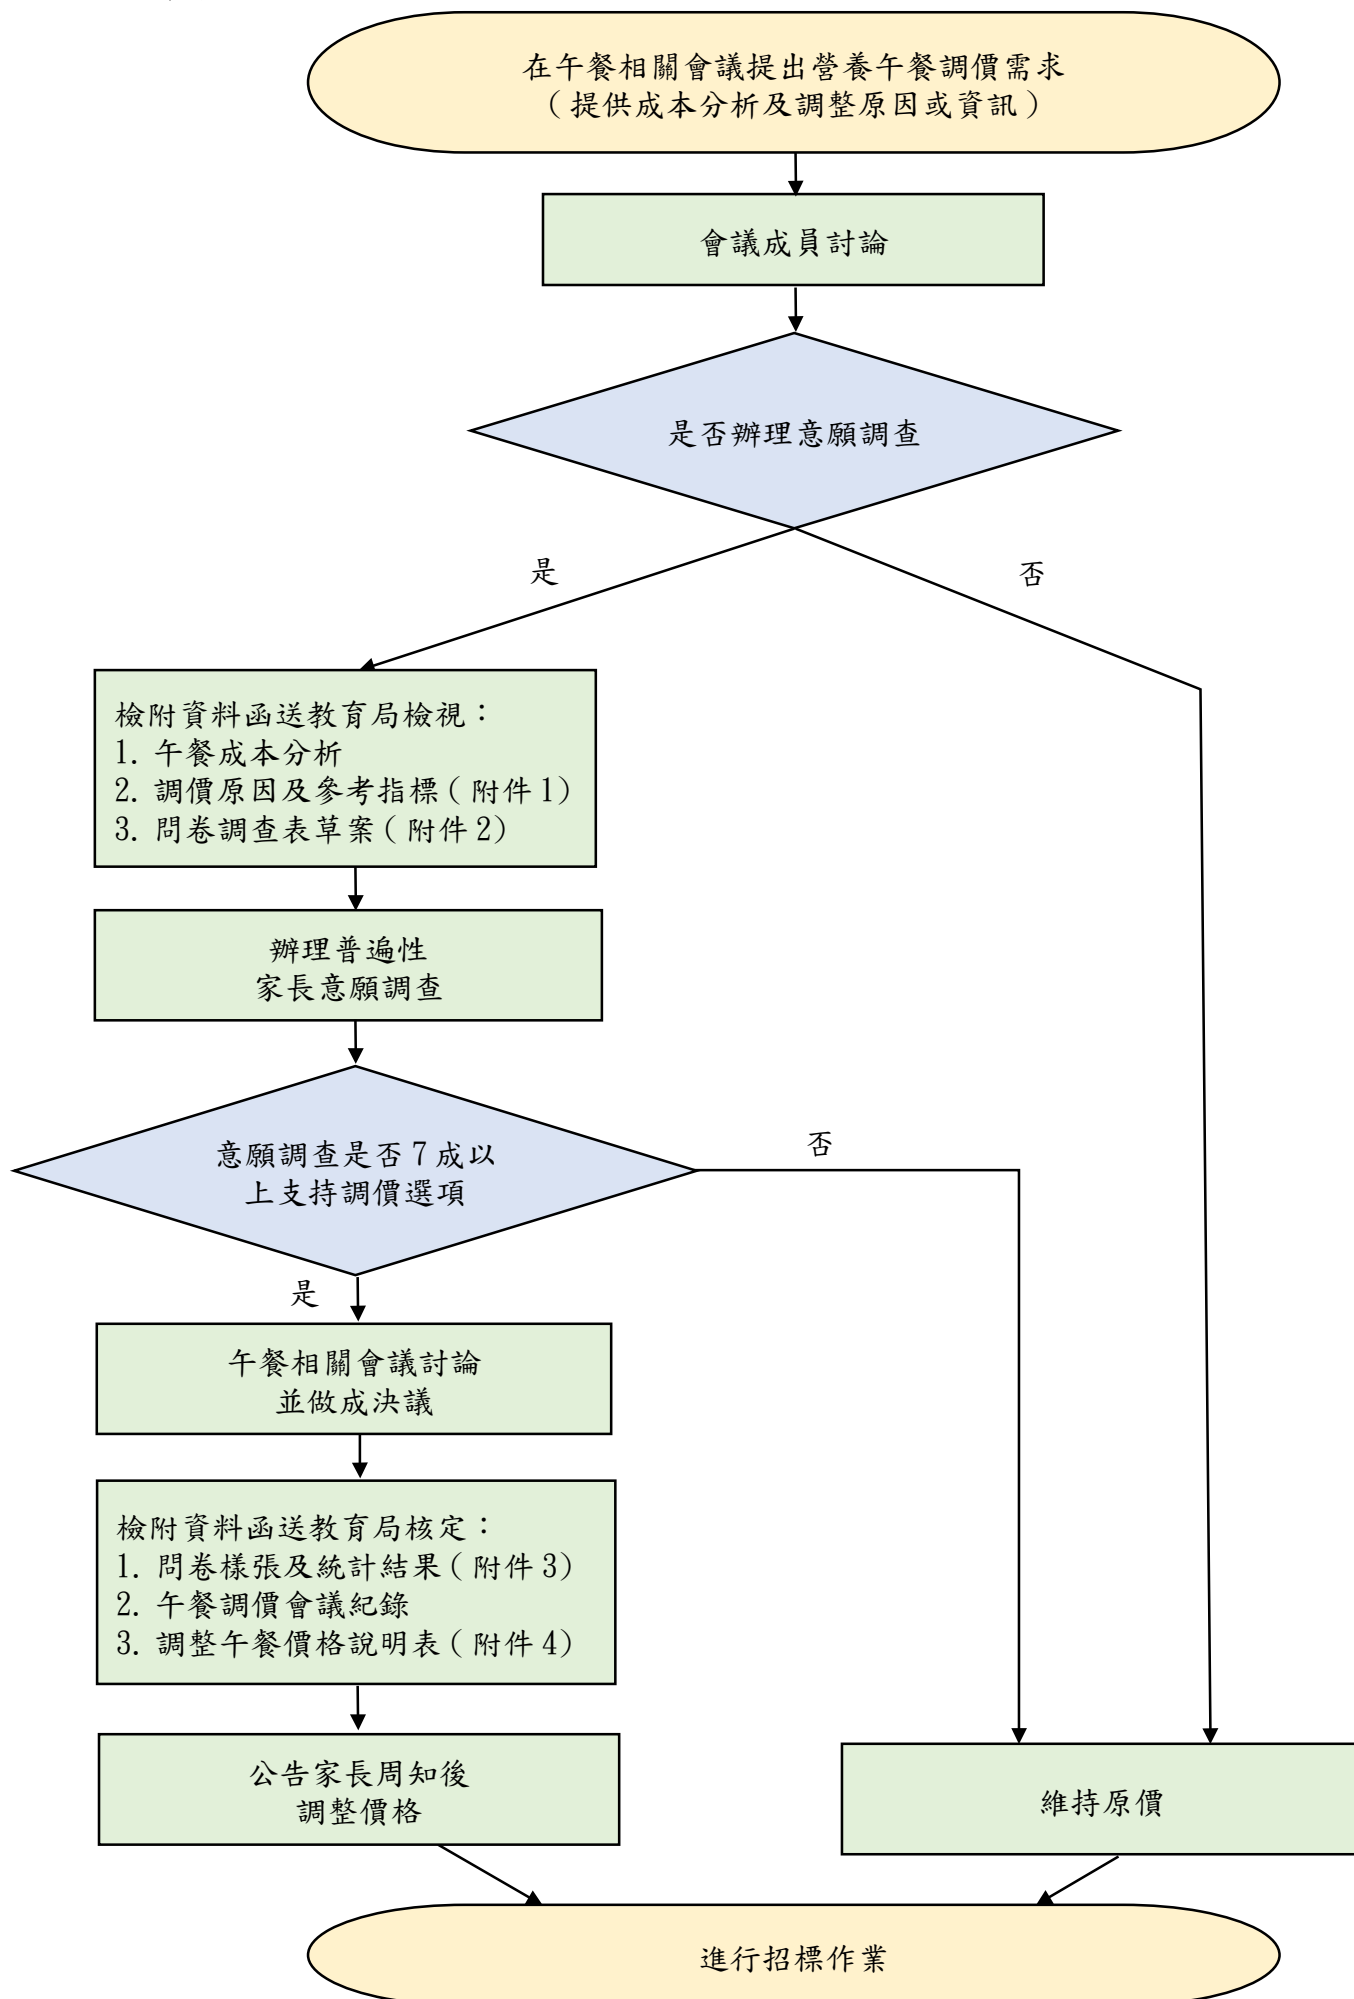 在午餐相關會議提出營養午餐調價需求
(提供成本分析及調整原因或資訊)
會議成員討論
是否辦理意願調查
是
否
檢附資料函送教育局檢視：
1. 午餐成本分析
2. 調價原因及參考指標(附件1)
3. 問卷調查表草案(附件2)
辦理普遍性
家長意願調查
意願調查是否7成以
上支持調價選項
否
是
午餐相關會議討論
並做成決議
檢附資料函送教育局核定：
1. 問卷樣張及統計結果(附件3)
2. 午餐調價會議紀錄
3. 調整午餐價格說明表(附件4)
公告家長周知後
調整價格
維持原價
進行招標作業